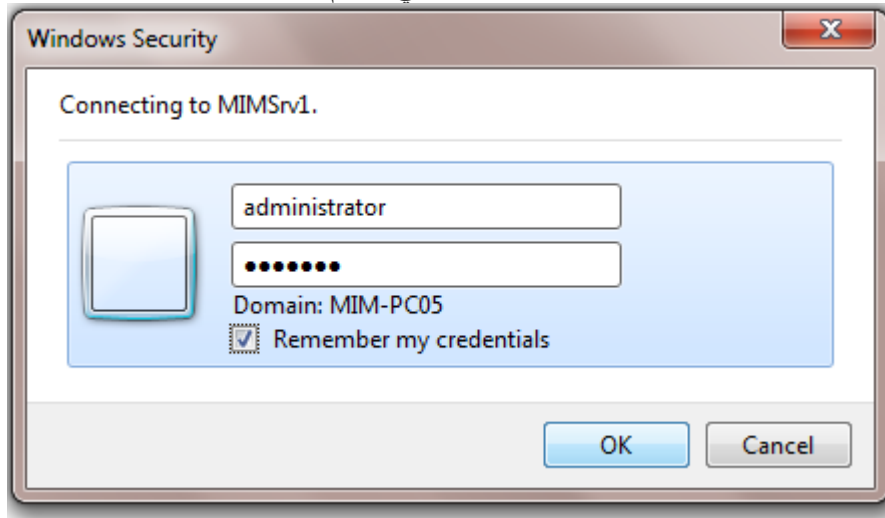 Windows Security
Connecting to MIMSrv1.
administrator
●●●●●●●
Domain: MIM-PC05
Remember my credentials
OK
Cancel